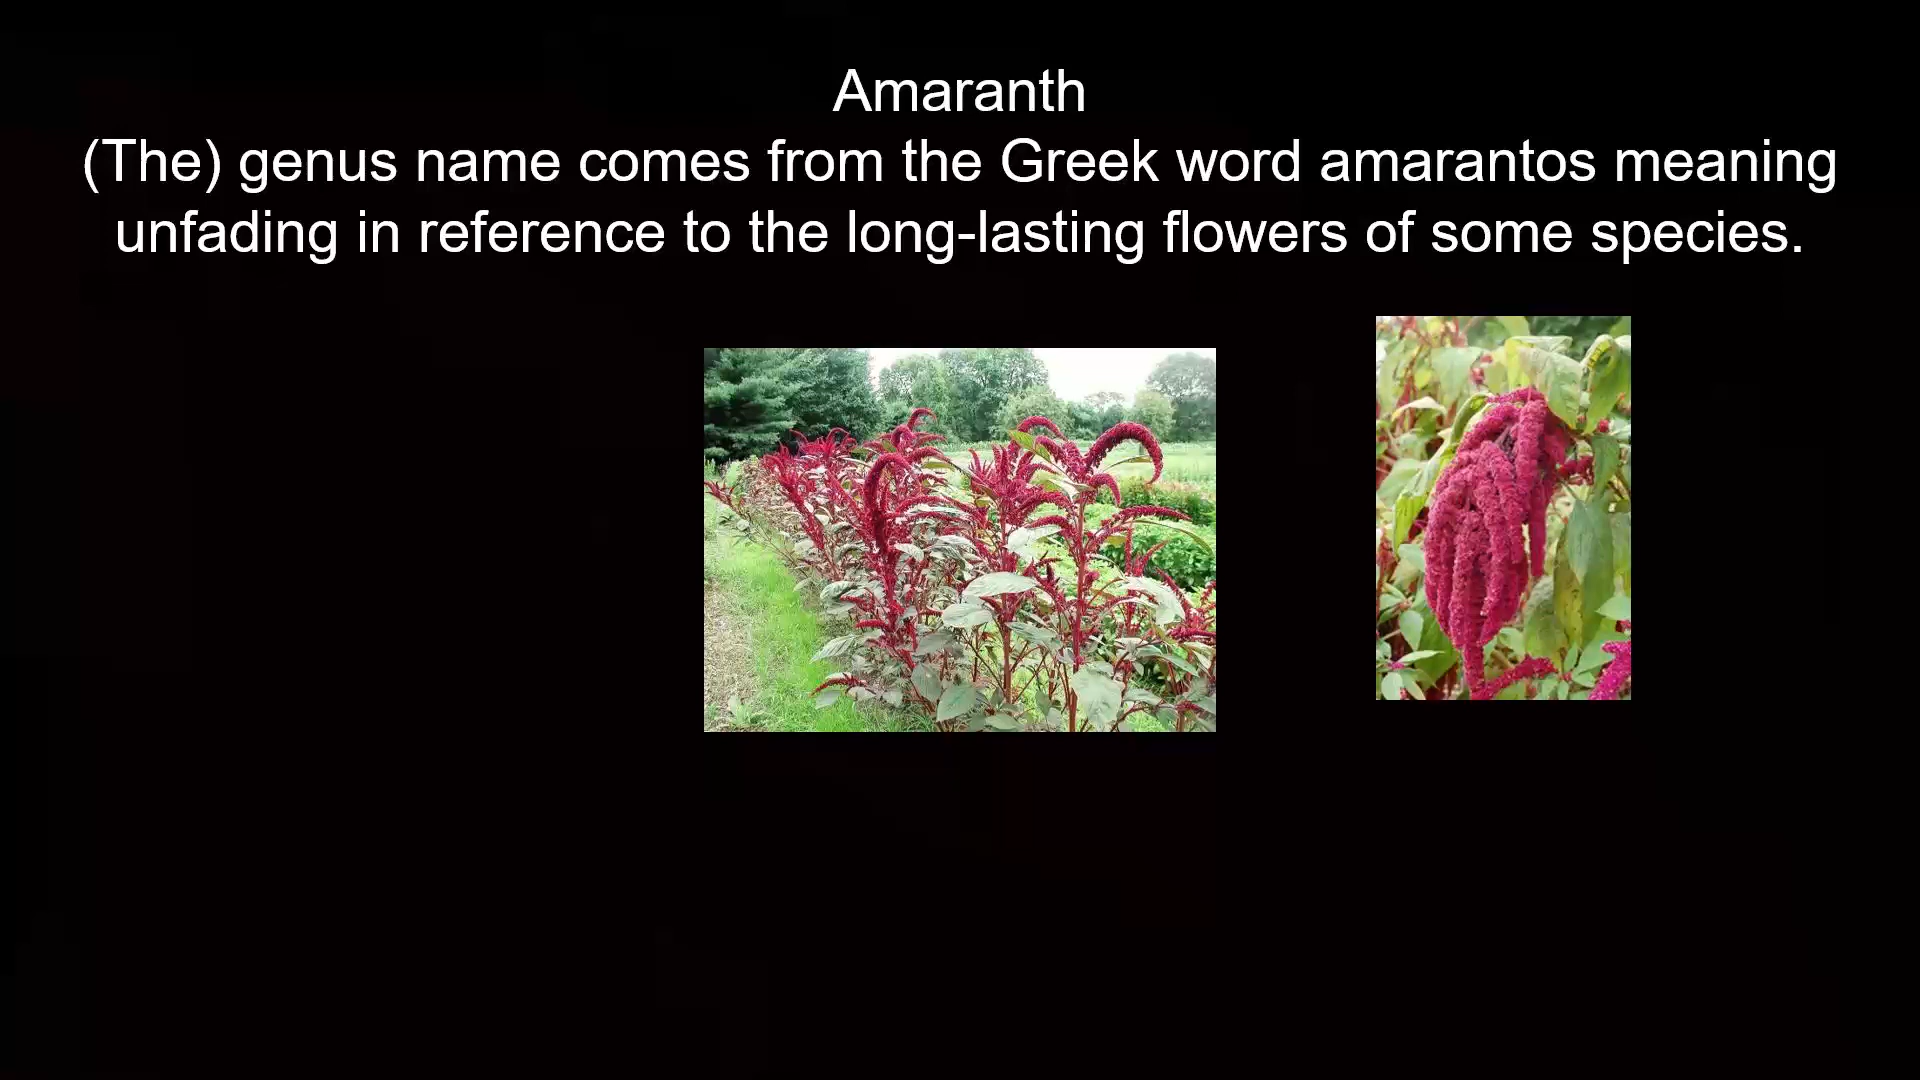 Amaranth
(The) genus name comes from the Greek word amarantos meaning
unfading in reference to the long-lasting flowers of some species.